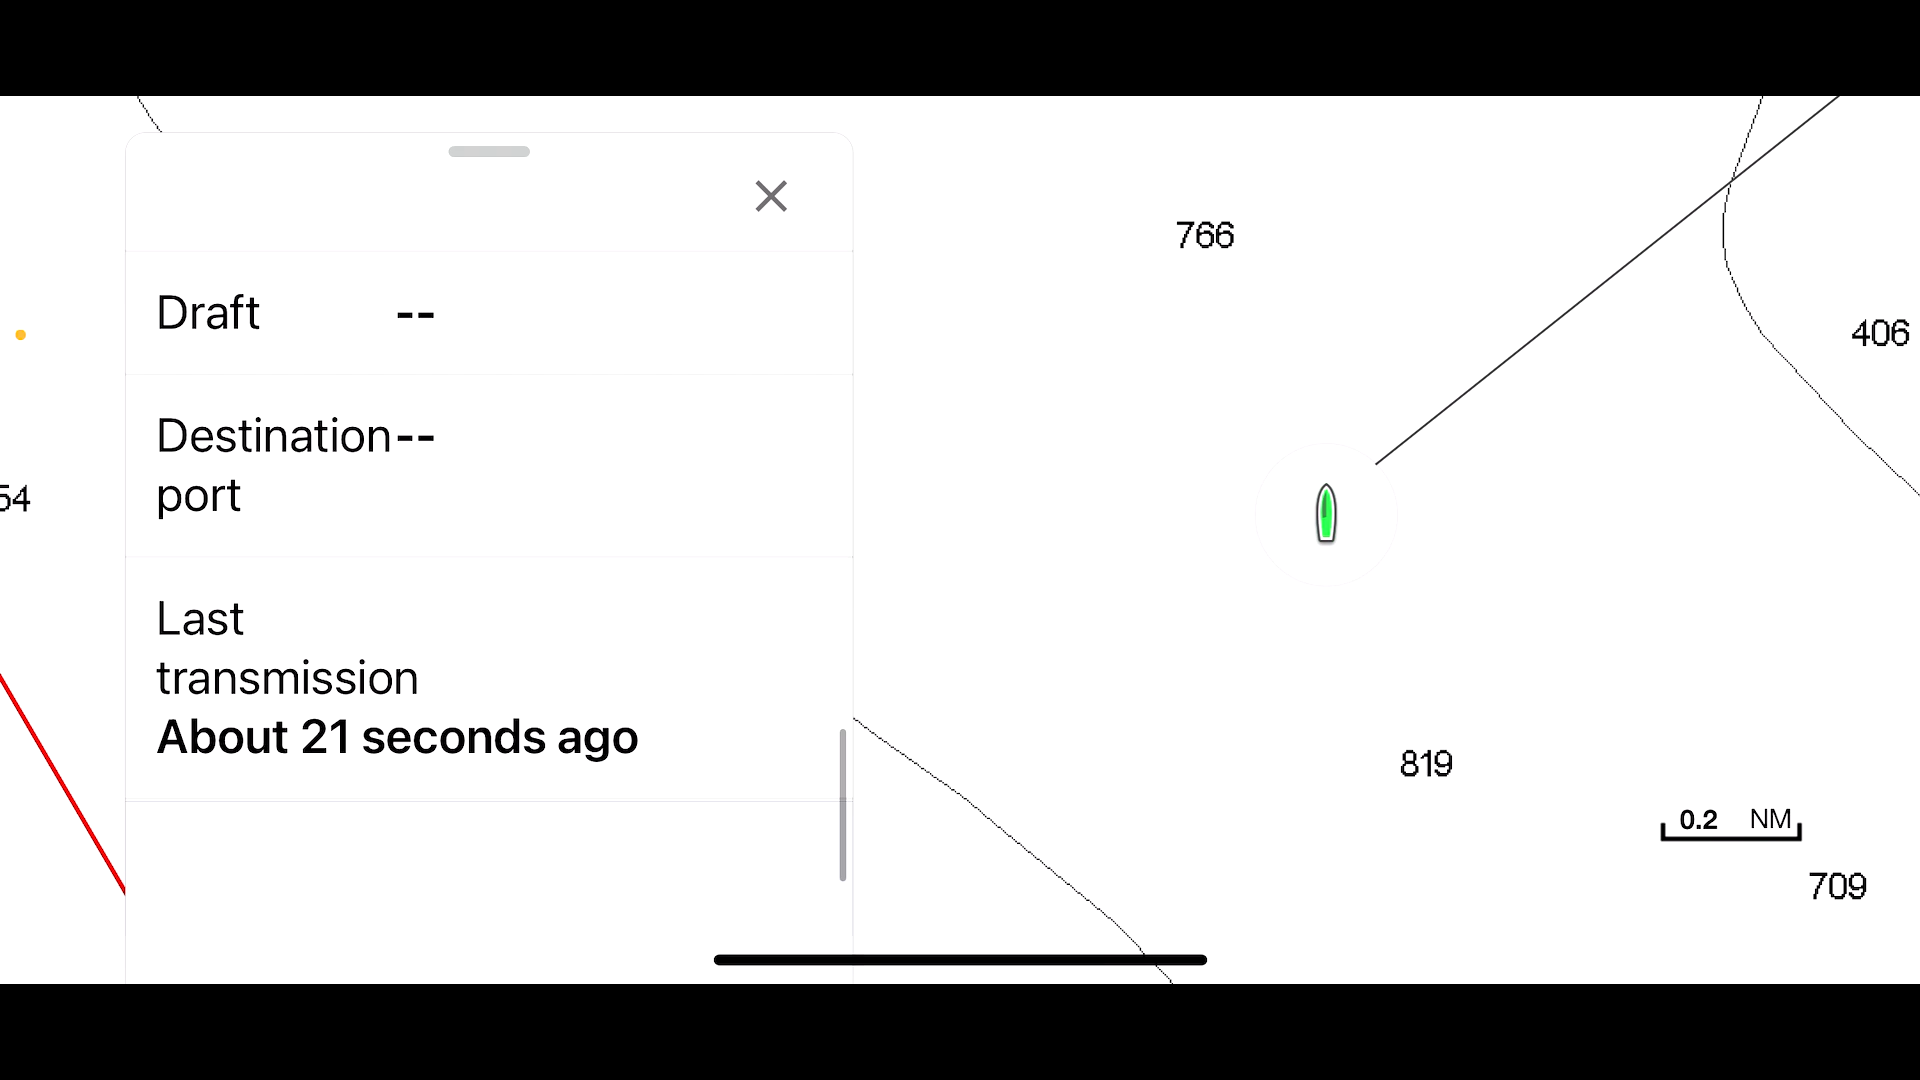 766
406
Draft --
Destination --
port
54
Last
transmission
About 21 seconds ago
819
0.2 NM
709